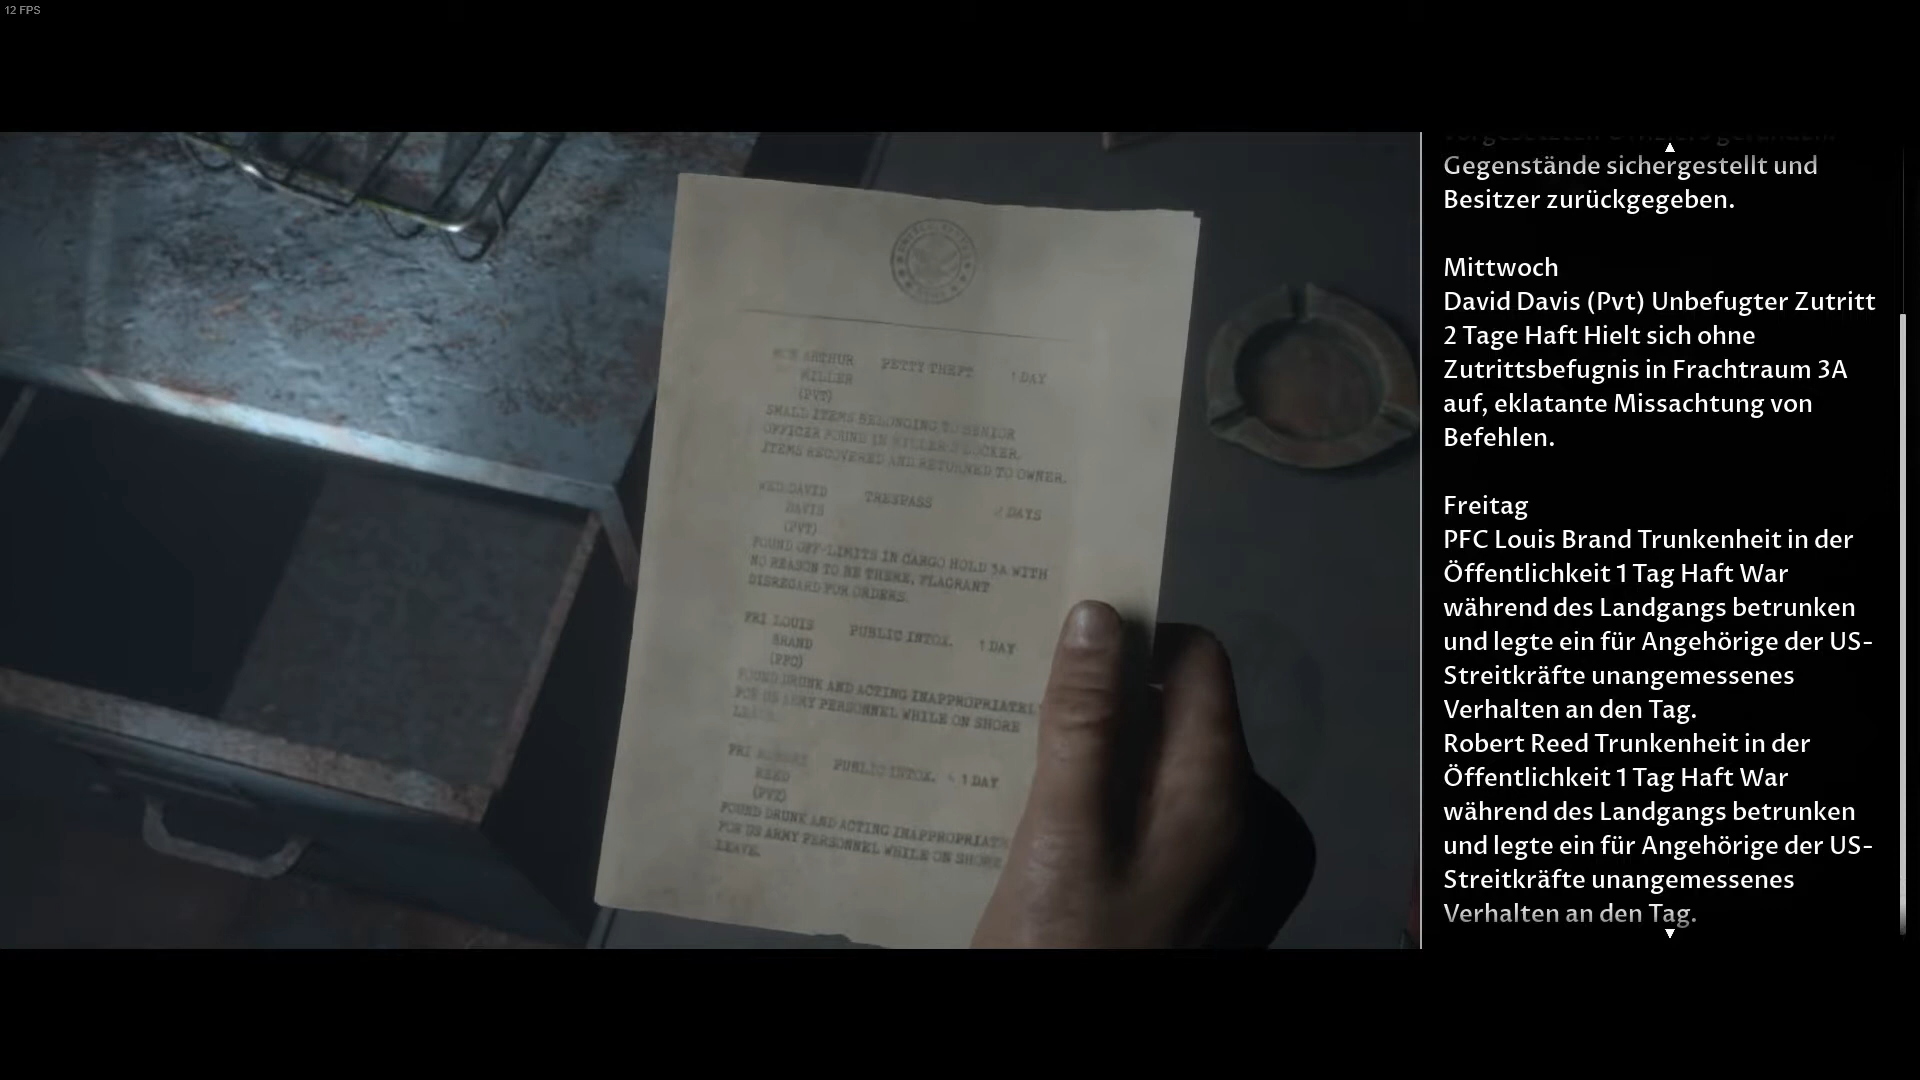 12 FPS
ARTHUR PETTY THEFT 1 DAY
MILLER
(PVT)
SMALL ITEMS BELONGING TO SENIOR
OFFICER FOUND IN MILLER'S LOCKER.
ITEMS RECOVERED AND RETURNED TO OWNER.
WED DAVID TRESPASS 2 DAYS
DAVIS
(PVT)
FOUND OFF-LIMITS IN CARGO HOLD 3A WITH
NO REASON TO BE THERE, FLAGRANT
DISREGARD FOR ORDERS.
FRI LOUIS PUBLIC INTOX. 1 DAY
BRAND
(PFC)
FOUND DRUNK AND ACTING INAPPROPRIATEL
FOR US ARMY PERSONNEL WHILE ON SHORE
LEAVE.
FRI ROBERT PUBLIC INTOX. 1 DAY
REED
FOUND DRUNK AND ACTING INAPPROPRIATE
FOR US ARMY PERSONNEL WHILE ON SHORE
LEAVE.
Gegenstände sichergestellt und
Besitzer zurückgegeben.
Mittwoch
David Davis (Pvt) Unbefugter Zutritt
2 Tage Haft Hielt sich ohne
Zutrittsbefugnis in Frachtraum 3A
auf, eklatante Missachtung von
Befehlen.
Freitag
PFC Louis Brand Trunkenheit in der
Öffentlichkeit 1 Tag Haft War
während des Landgangs betrunken
und legte ein für Angehörige der US-
Streitkräfte unangemessenes
Verhalten an den Tag.
Robert Reed Trunkenheit in der
Öffentlichkeit 1 Tag Haft War
während des Landgangs betrunken
und legte ein für Angehörige der US-
Streitkräfte unangemessenes
Verhalten an den Tag.